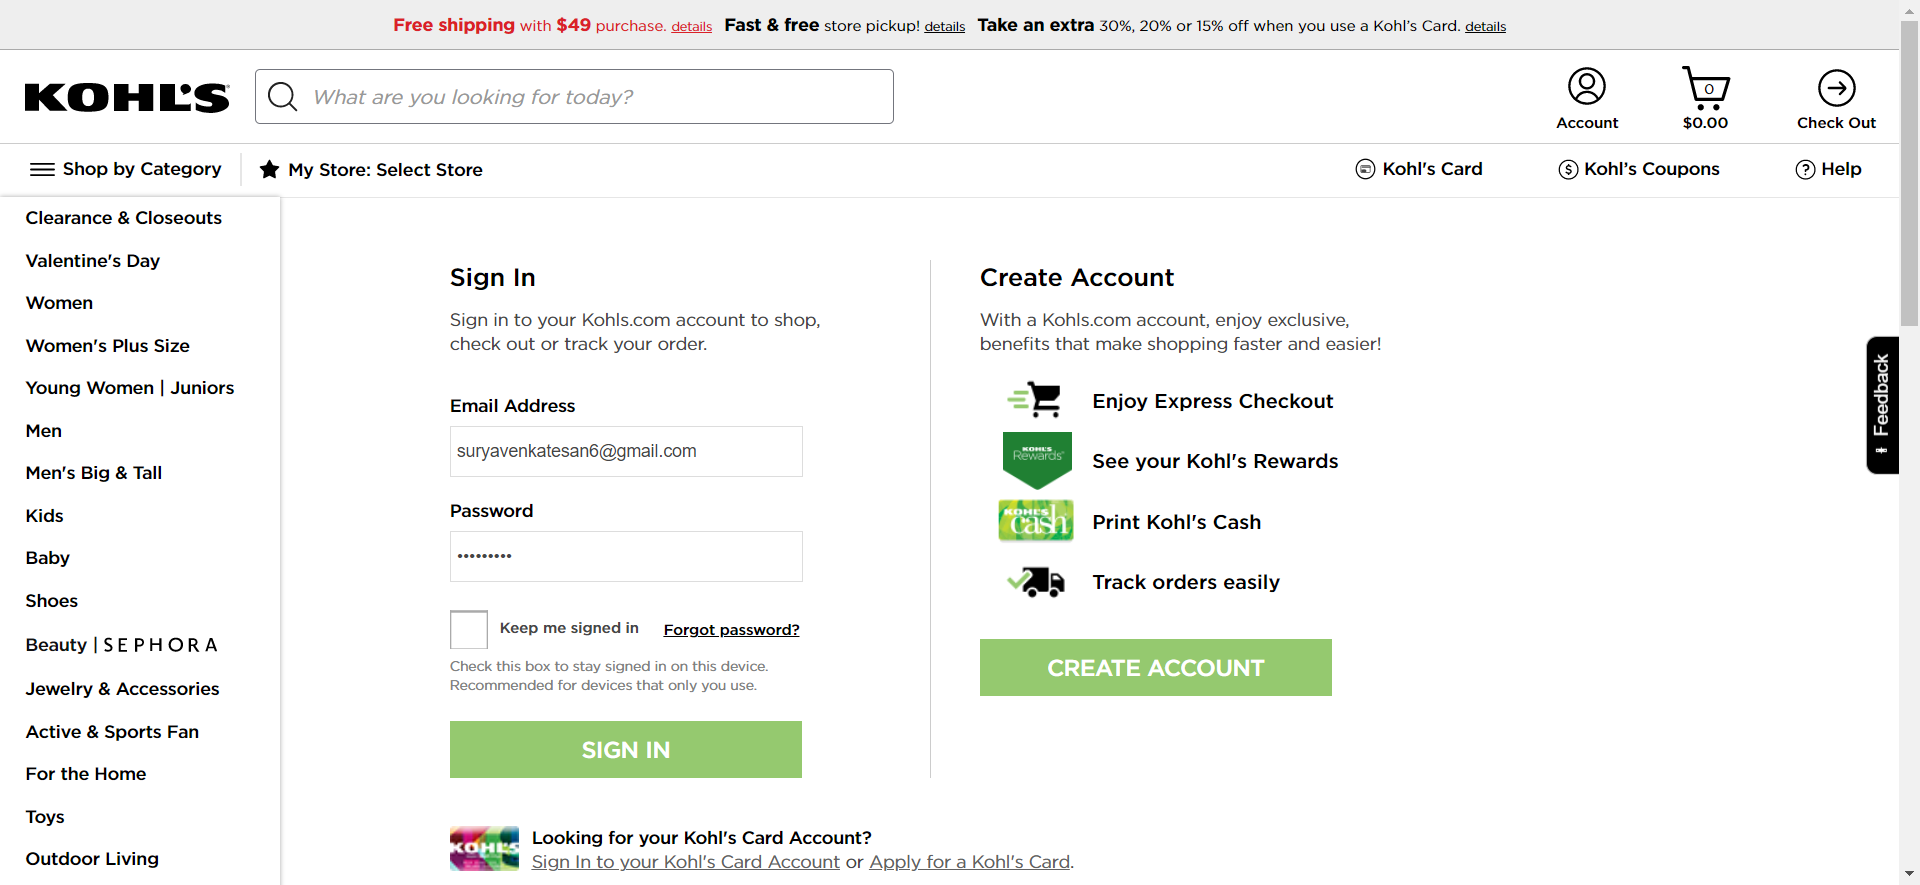 Free shipping with $49 purchase. details Fast & free store pickup! details Take an extra 30%, 20% or 15% off when you use a Kohl’s Card. details
KOHL'S
What are you looking for today?
Account
0
$0.00
Check Out
Shop by Category
My Store: Select Store
Kohl's Card
$
Kohl’s Coupons
?
Help
Clearance & Closeouts
Valentine's Day
Women
Women's Plus Size
Young Women | Juniors
Men
Men's Big & Tall
Kids
Baby
Shoes
Beauty | SEPHORA
Jewelry & Accessories
Active & Sports Fan
For the Home
Toys
Outdoor Living
Sign In
Sign in to your Kohls.com account to shop,
check out or track your order.
Email Address
suryavenkatesan6@gmail.com
Password
•••••••••
Keep me signed in
Forgot password?
Check this box to stay signed in on this device.
Recommended for devices that only you use.
SIGN IN
KOHL'S
Looking for your Kohl's Card Account?
Sign In to your Kohl's Card Account or Apply for a Kohl's Card.
Create Account
With a Kohls.com account, enjoy exclusive,
benefits that make shopping faster and easier!
Enjoy Express Checkout
KOHL'S
Rewards
See your Kohl's Rewards
KOHL'S
cash
Print Kohl's Cash
Track orders easily
CREATE ACCOUNT
Feedback